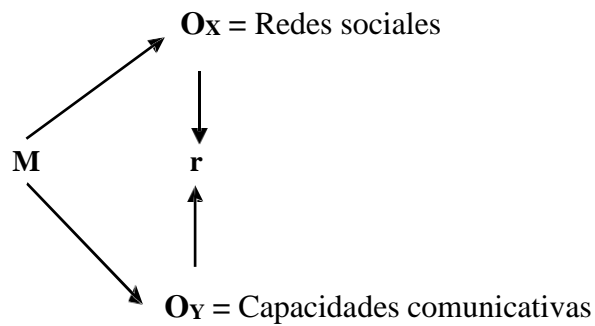 Ox = Redes sociales
M
r
OY = Capacidades comunicativas